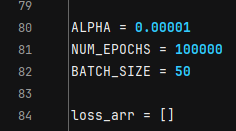 79
80 ALPHA = 0.00001
81 NUM_EPOCHS = 100000
82 BATCH_SIZE = 50
83
84 loss_arr = []